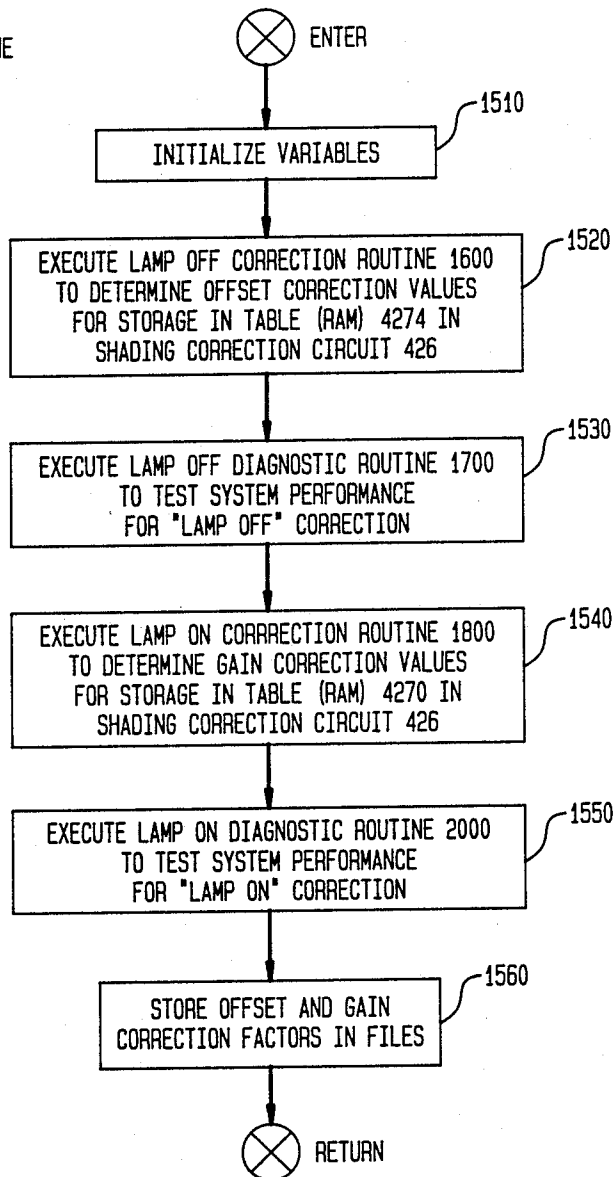 ENTER
1510
INITIALIZE VARIABLES
1520
EXECUTE LAMP OFF CORRECTION ROUTINE 1600
TO DETERMINE OFFSET CORRECTION VALUES
FOR STORAGE IN TABLE (RAM) 4274 IN
SHADING CORRECTION CIRCUIT 426
1530
EXECUTE LAMP OFF DIAGNOSTIC ROUTINE 1700
TO TEST SYSTEM PERFORMANCE
FOR "LAMP OFF" CORRECTION
1540
EXECUTE LAMP ON CORRRECTION ROUTINE 1800
TO DETERMINE GAIN CORRECTION VALUES
FOR STORAGE IN TABLE (RAM) 4270 IN
SHADING CORRECTION CIRCUIT 426
1550
EXECUTE LAMP ON DIAGNOSTIC ROUTINE 2000
TO TEST SYSTEM PERFORMANCE
FOR "LAMP ON" CORRECTION
1560
STORE OFFSET AND GAIN
CORRECTION FACTORS IN FILES
RETURN